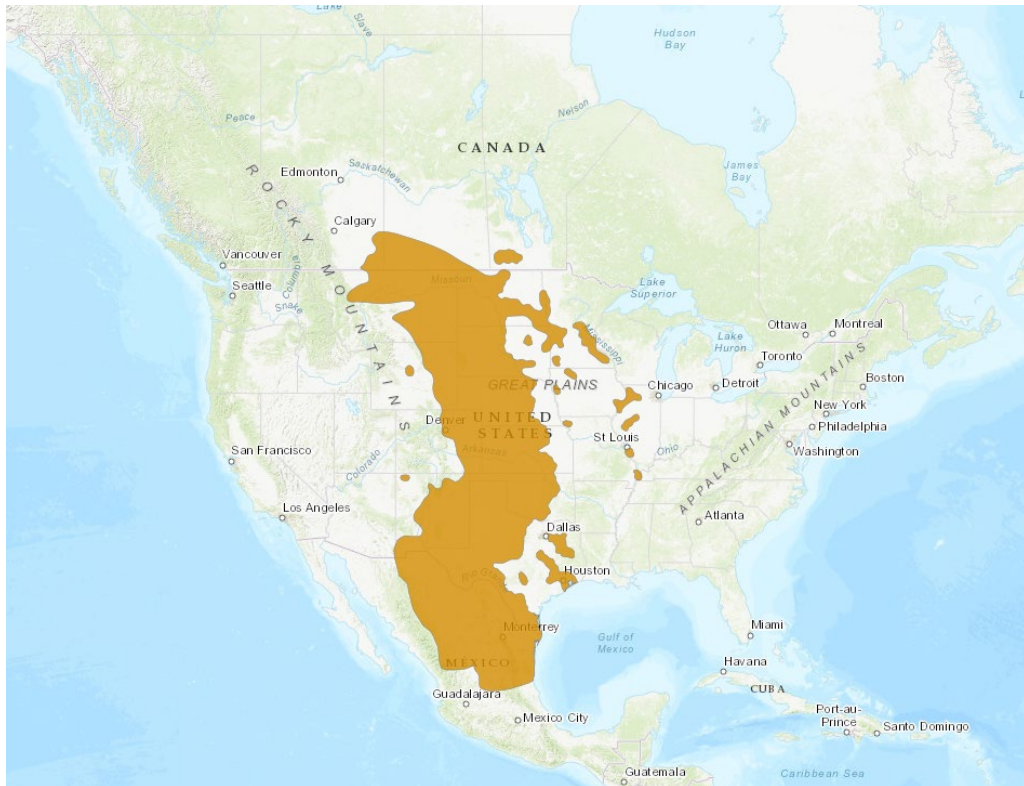 Lake
Slave
Hudson
Bay
Peace
Nelson
CANADA
James
Bay
Edmonton
Saskatchewan
ROCKY MOUNTAINS
Calgary
Vancouver
Columbia
Seattle
Missouri
Lake
Superior
Snake
Mississippi
Ottawa
Montreal
Lake
Huron
Toronto
GREAT PLAINS
Chicago
Detroit
Boston
New York
Denver
UNITED
STATES
Philadelphia
St Louis
Ohio
Washington
San Francisco
Colorado
Arkansas
APPALACHIAN MOUNTAINS
Los Angeles
Atlanta
Dallas
Houston
Rio Grande
Monterrey
Gulf of
Mexico
Miami
MÉXICO
Havana
CUBA
Guadalajara
Mexico City
Port-au-
Prince
Santo Domingo
Guatemala
Caribbean Sea